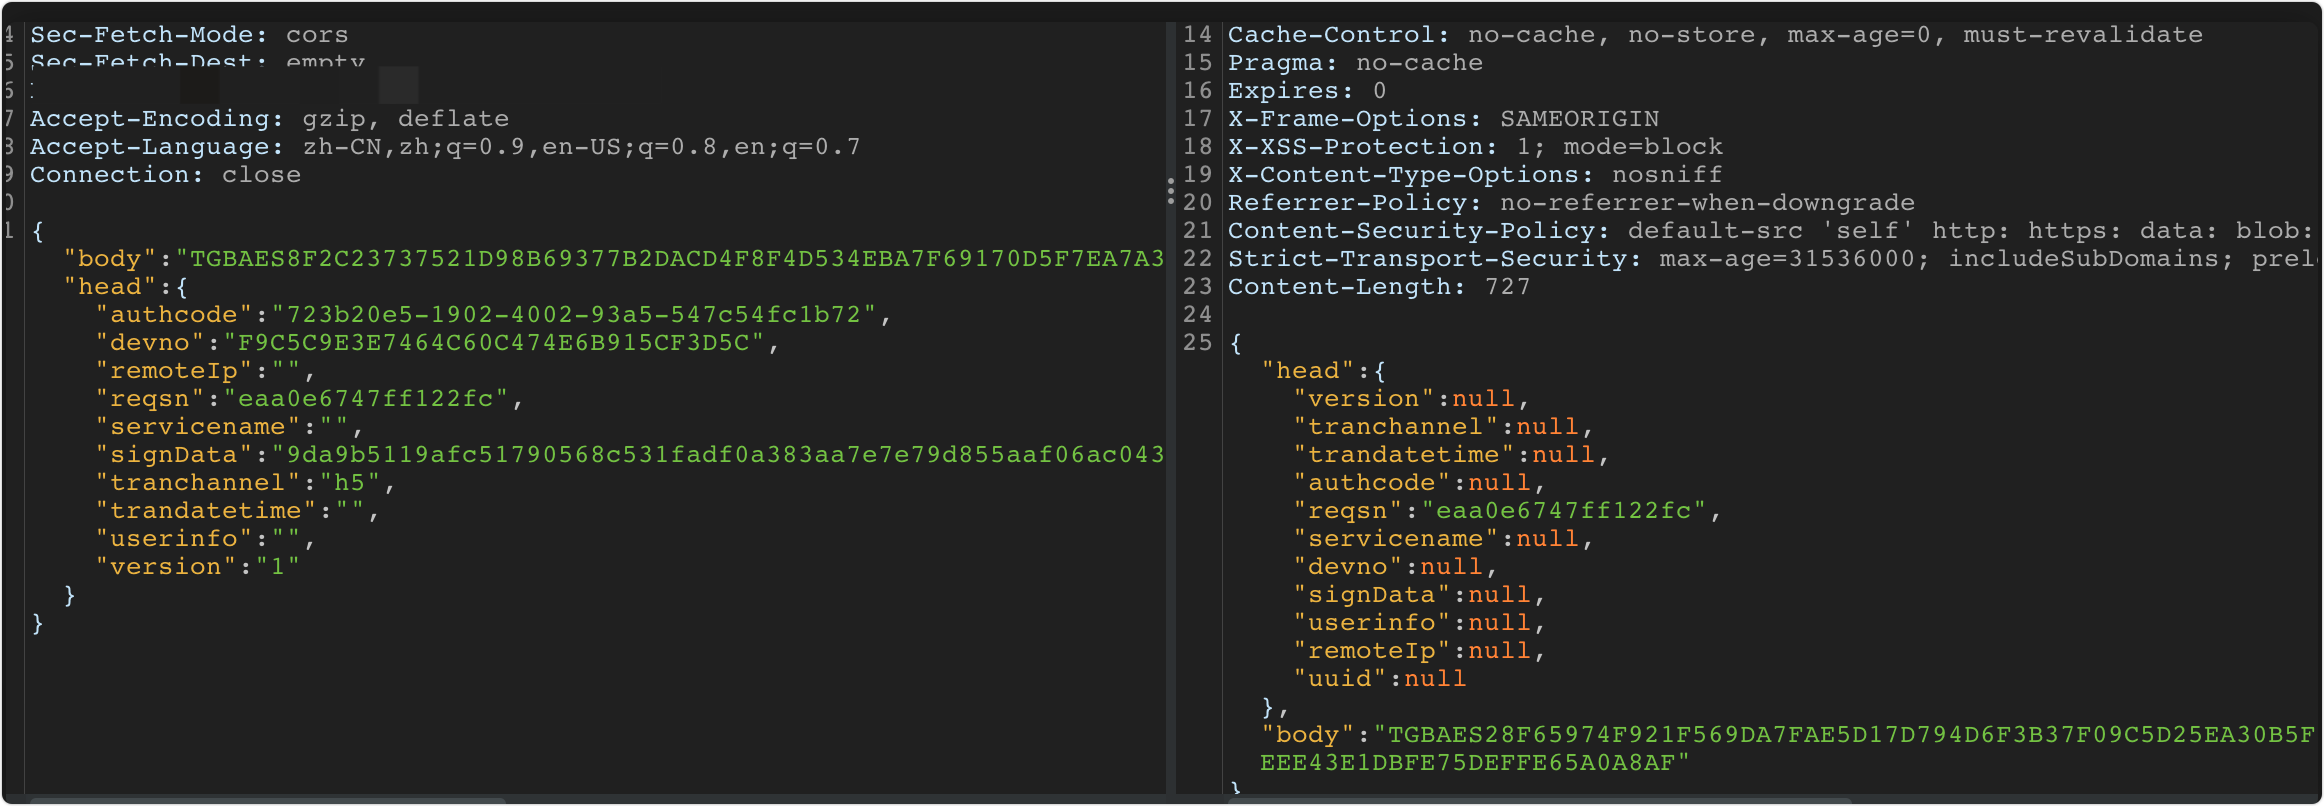 4 Sec-Fetch-Mode: cors
5 Sec-Fetch-Dest: empty
6
7 Accept-Encoding: gzip, deflate
8 Accept-Language: zh-CN,zh;q=0.9,en-US;q=0.8,en;q=0.7
9 Connection: close
0
1 {
"body":"TGBAES8F2C23737521D98B69377B2DACD4F8F4D534EBA7F69170D5F7EA7A3
"head":{
"authcode":"723b20e5-1902-4002-93a5-547c54fc1b72",
"devno":"F9C5C9E3E7464C60C474E6B915CF3D5C",
"remoteIp":"",
"reqsn":"eaa0e6747ff122fc",
"servicename":"",
"signData":"9da9b5119afc51790568c531fadf0a383aa7e7e79d855aaf06ac043
"tranchannel":"h5",
"trandatetime":"",
"userinfo":"",
"version":"1"
}
}
14 Cache-Control: no-cache, no-store, max-age=0, must-revalidate
15 Pragma: no-cache
16 Expires: 0
17 X-Frame-Options: SAMEORIGIN
18 X-XSS-Protection: 1; mode=block
19 X-Content-Type-Options: nosniff
20 Referrer-Policy: no-referrer-when-downgrade
21 Content-Security-Policy: default-src 'self' http: https: data: blob:
22 Strict-Transport-Security: max-age=31536000; includeSubDomains; prel
23 Content-Length: 727
24
25 {
"head":{
"version":null,
"tranchannel":null,
"trandatetime":null,
"authcode":null,
"reqsn":"eaa0e6747ff122fc",
"servicename":null,
"devno":null,
"signData":null,
"userinfo":null,
"remoteIp":null,
"uuid":null
},
"body":"TGBAES28F65974F921F569DA7FAE5D17D794D6F3B37F09C5D25EA30B5F
EEE43E1DBFE75DEFFE65A0A8AF"
}